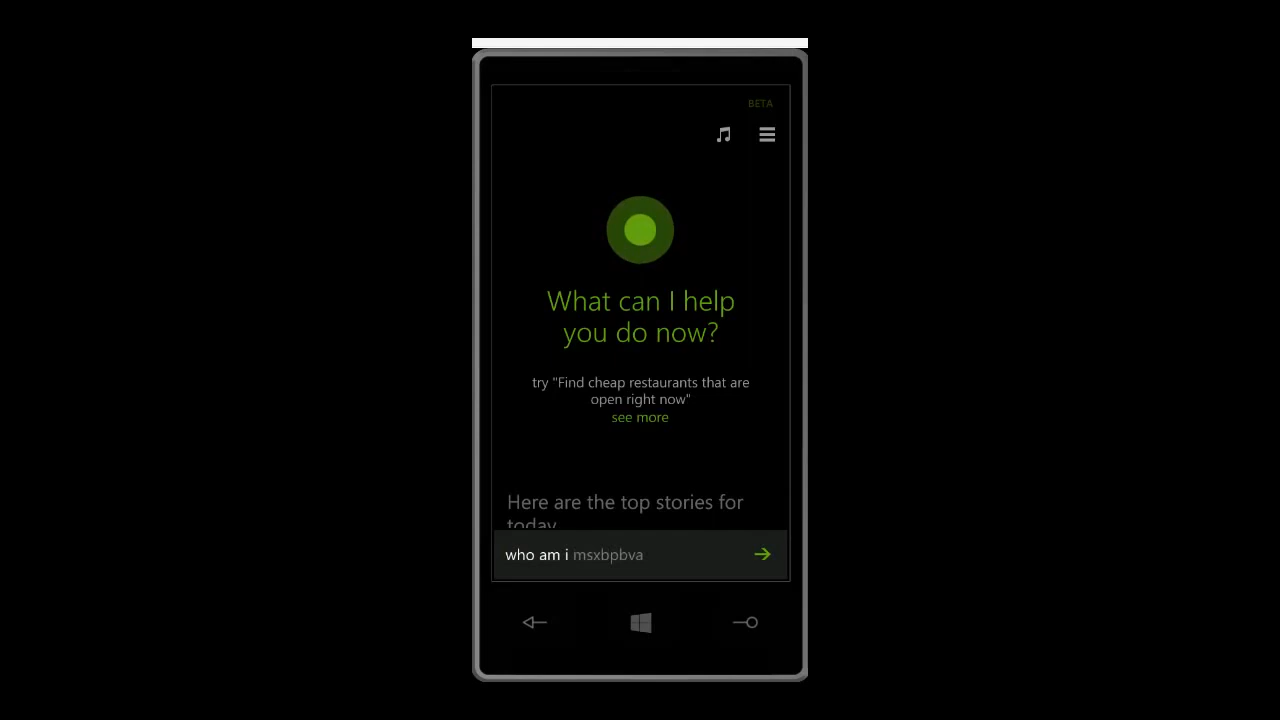 BETA
What can I help
you do now?
try "Find cheap restaurants that are
open right now"
see more
Here are the top stories for
today
who am i msxbpbva